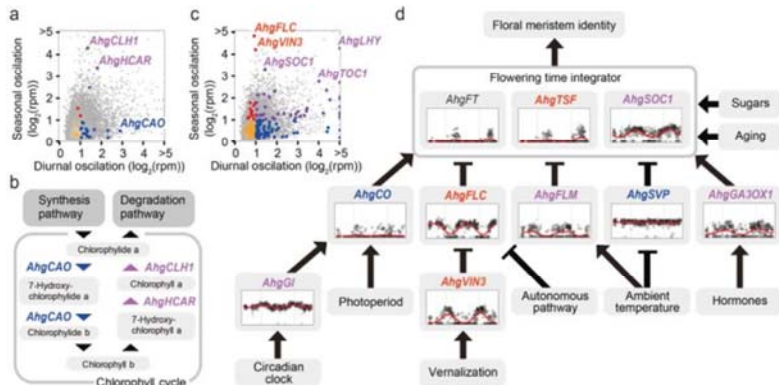 a
>5
5
4
3
2
1
0
Seasonal oscilation
(log2(rpm))
AhgCLH1
AhgHCAR
AhgCAO
0 1 2 3 4 >5
Diurnal oscilation (log2(rpm))
c
>5
5
4
3
2
1
0
Seasonal oscilation
(log2(rpm))
AhgFLC
AhgVIN3
AhgLHY
AhgSOC1
AhgTOC1
0 1 2 3 4 >5
Diurnal oscilation (log2(rpm))
b
Synthesis
pathway
Degradation
pathway
Chlorophyllide a
AhgCAO
AhgCLH1
7-Hydroxy-
chlorophyllide a
Chlorophyll a
AhgHCAR
AhgCAO
Chlorophyllide b
7-Hydroxy-
chlorophyll a
Chlorophyll b
Chlorophyll cycle
d
Floral meristem identity
Flowering time integrator
AhgFT
AhgTSF
AhgSOC1
Sugars
Aging
AhgCO
AhgFLC
AhgFLM
AhgSVP
AhgGA3OX1
AhgGI
Photoperiod
AhgVIN3
Autonomous
pathway
Ambient
temperature
Hormones
Circadian
clock
Vernalization